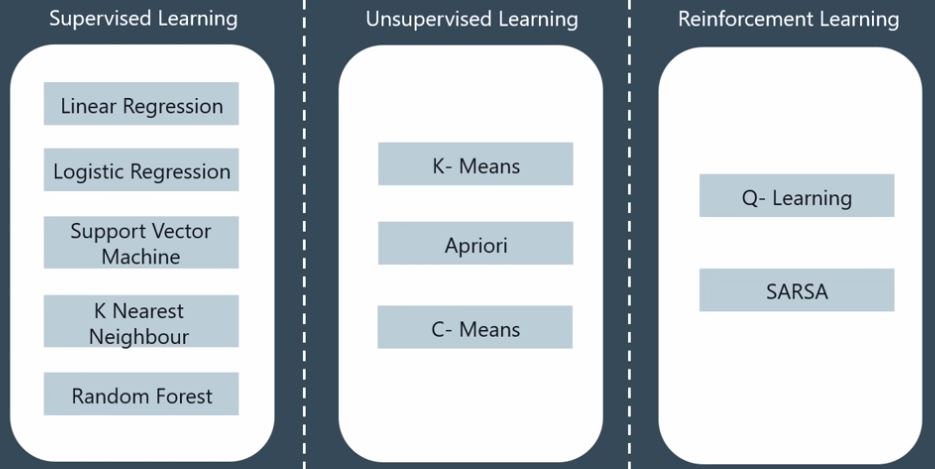 Supervised Learning
Linear Regression
Logistic Regression
Support Vector
Machine
K Nearest
Neighbour
Random Forest
Unsupervised Learning
K- Means
Apriori
C- Means
Reinforcement Learning
Q- Learning
SARSA